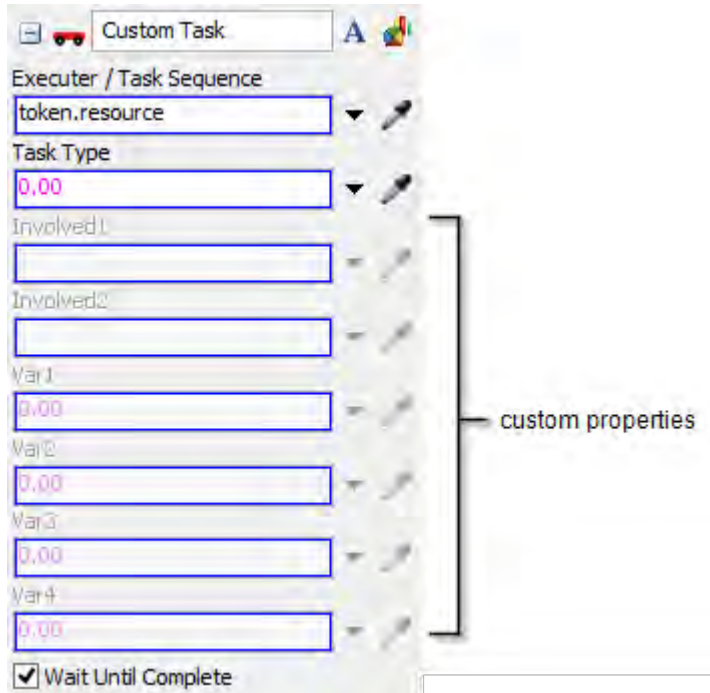 Custom Task
A
Executer / Task Sequence
token.resource
Task Type
0.00
Involved1
Involved2
Var1
0.00
Var2
0.00
Var3
0.00
Var4
0.00
custom properties
Wait Until Complete